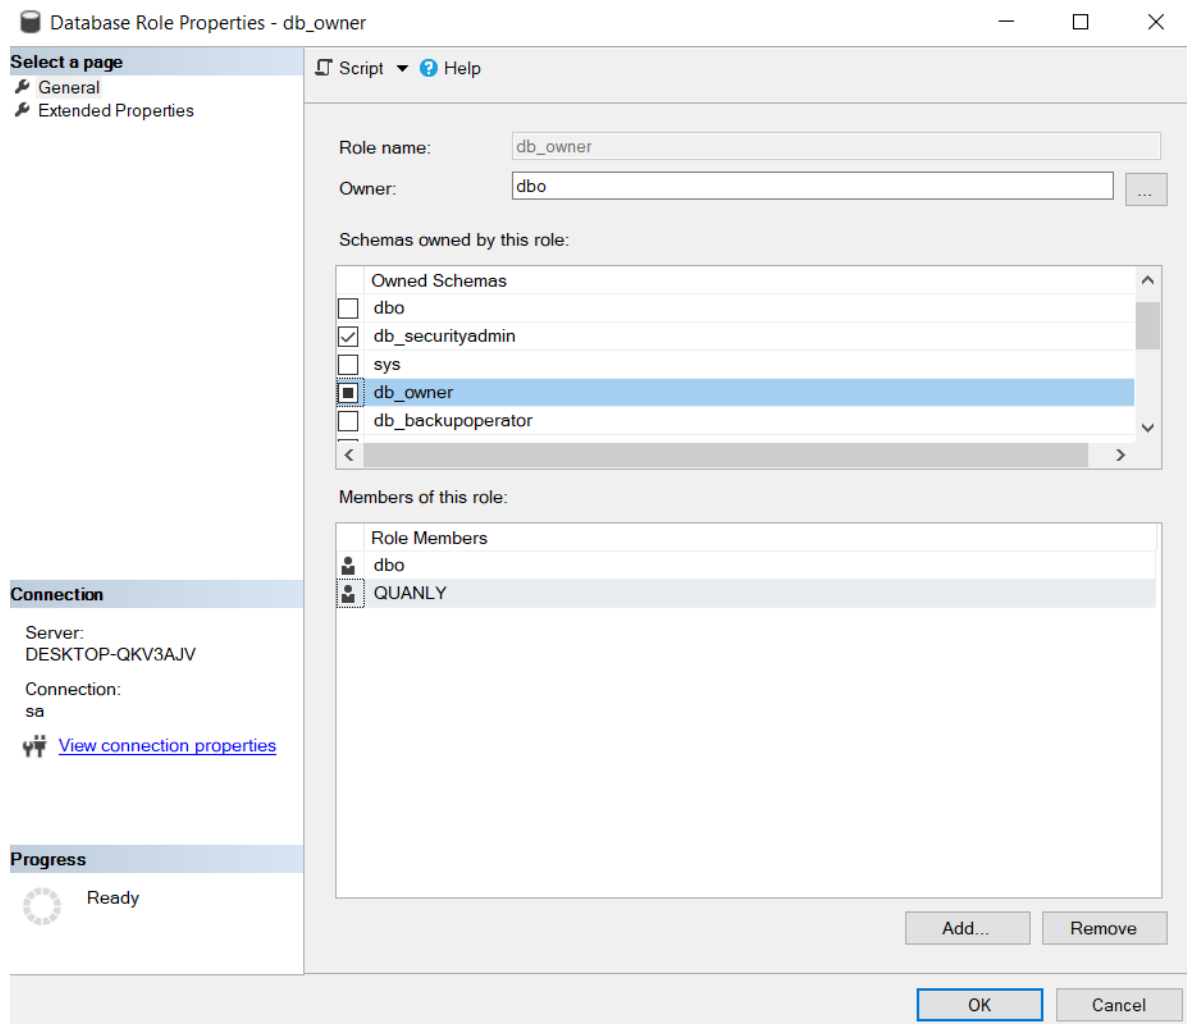 Database Role Properties - db_owner
Select a page
General
Extended Properties
Script
Help
Role name:
db_owner
Owner:
dbo
...
Schemas owned by this role:
Owned Schemas
dbo
db_securityadmin
sys
db_owner
db_backupoperator
Members of this role:
Role Members
dbo
QUANLY
Connection
Server:
DESKTOP-QKV3AJV
Connection:
sa
View connection properties
Progress
Ready
Add...
Remove
OK
Cancel